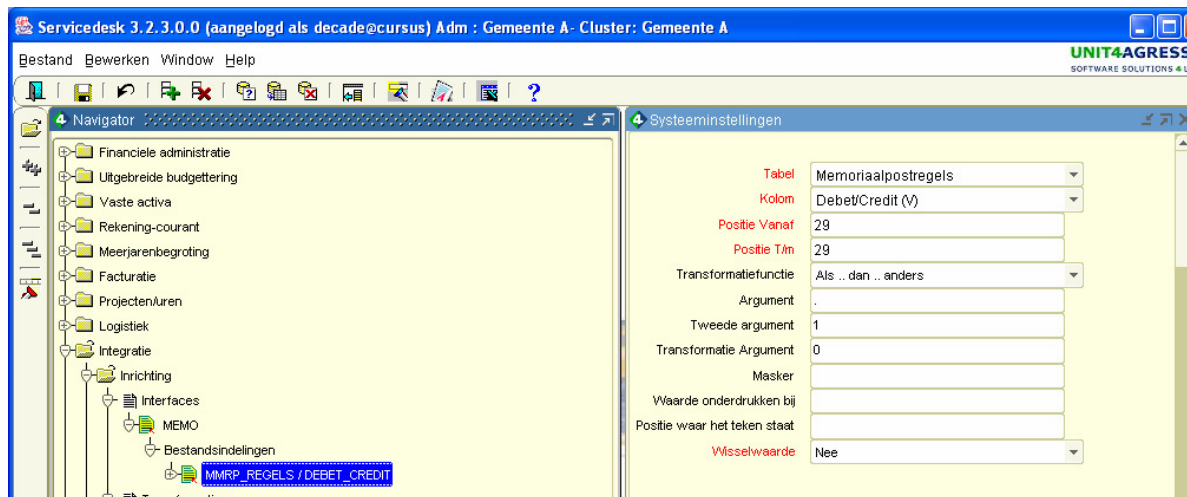 Servicedesk 3.2.3.0.0 (aangelogd als decade@cursus) Adm : Gemeente A- Cluster: Gemeente A
Bestand Bewerken Window Help
UNIT4AGRESS
SOFTWARE SOLUTIONS 4
4 Navigator
Financiele administratie
Uitgebreide budgettering
Vaste activa
Rekening-courant
Meerjarenbegroting
Facturatie
Projecten/uren
Logistiek
Integratie
Inrichting
Interfaces
MEMO
Bestandsindelingen
MMRP_REGELS / DEBET_CREDIT
4 Systeeminstellingen
Tabel Memoriaalpostregels
Kolom Debet/Credit (V)
Positie Vanaf 29
Positie T/m 29
Transformatiefunctie Als .. dan .. anders
Argument .
Tweede argument 1
Transformatie Argument 0
Masker
Waarde onderdrukken bij
Positie waar het teken staat
Wisselwaarde Nee